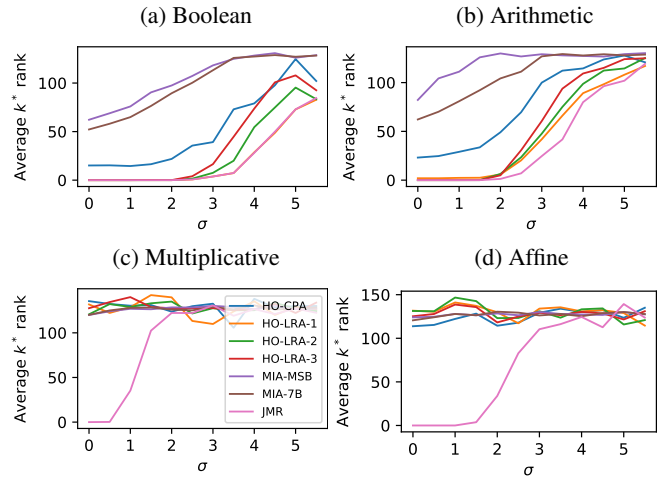 (a) Boolean
(b) Arithmetic
Average k* rank
100
50
0
0 1 2 3 4 5
σ
Average k* rank
100
50
0
0 1 2 3 4 5
σ
(c) Multiplicative
(d) Affine
Average k* rank
100
50
0
0 1 2 3 4 5
σ
HO-CPA
HO-LRA-1
HO-LRA-2
HO-LRA-3
MIA-MSB
MIA-7B
JMR
Average k* rank
150
100
50
0
0 1 2 3 4 5
σ